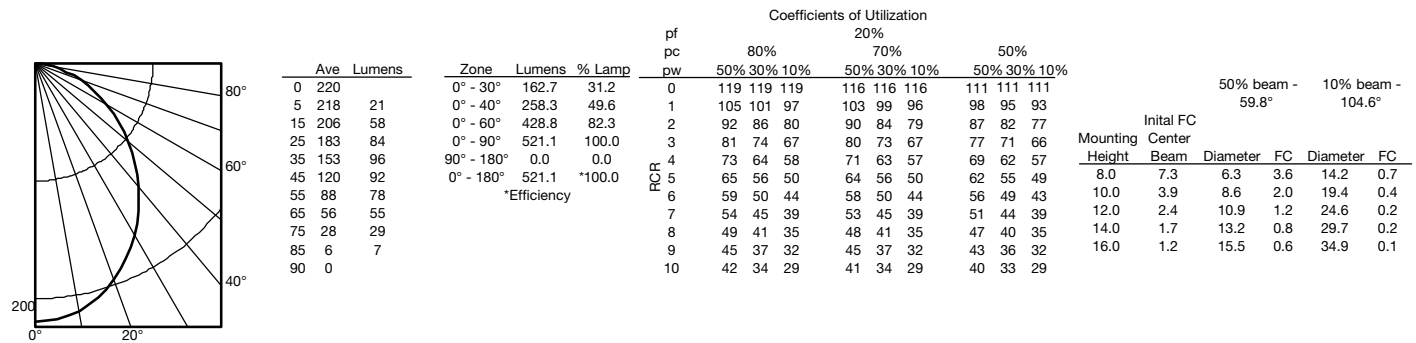 80°
60°
40°
200
0° 20°
Ave Lumens
0 220
5 218 21
15 206 58
25 183 84
35 153 96
45 120 92
55 88 78
65 56 55
75 28 29
85 6 7
90 0
Zone Lumens % Lamp
0° - 30° 162.7 31.2
0° - 40° 258.3 49.6
0° - 60° 428.8 82.3
0° - 90° 521.1 100.0
90° - 180° 0.0 0.0
0° - 180° 521.1 *100.0
*Efficiency
Coefficients of Utilization
pf 20%
pc 80% 70% 50%
pw 50% 30% 10% 50% 30% 10% 50% 30% 10%
RCR
0 119 119 119 116 116 116 111 111 111
1 105 101 97 103 99 96 98 95 93
2 92 86 80 90 84 79 87 82 77
3 81 74 67 80 73 67 77 71 66
4 73 64 58 71 63 57 69 62 57
5 65 56 50 64 56 50 62 55 49
6 59 50 44 58 50 44 56 49 43
7 54 45 39 53 45 39 51 44 39
8 49 41 35 48 41 35 47 40 35
9 45 37 32 45 37 32 43 36 32
10 42 34 29 41 34 29 40 33 29
50% beam - 10% beam -
59.8° 104.6°
Inital FC
Mounting Center
Height Beam Diameter FC Diameter FC
8.0 7.3 6.3 3.6 14.2 0.7
10.0 3.9 8.6 2.0 19.4 0.4
12.0 2.4 10.9 1.2 24.6 0.2
14.0 1.7 13.2 0.8 29.7 0.2
16.0 1.2 15.5 0.6 34.9 0.1